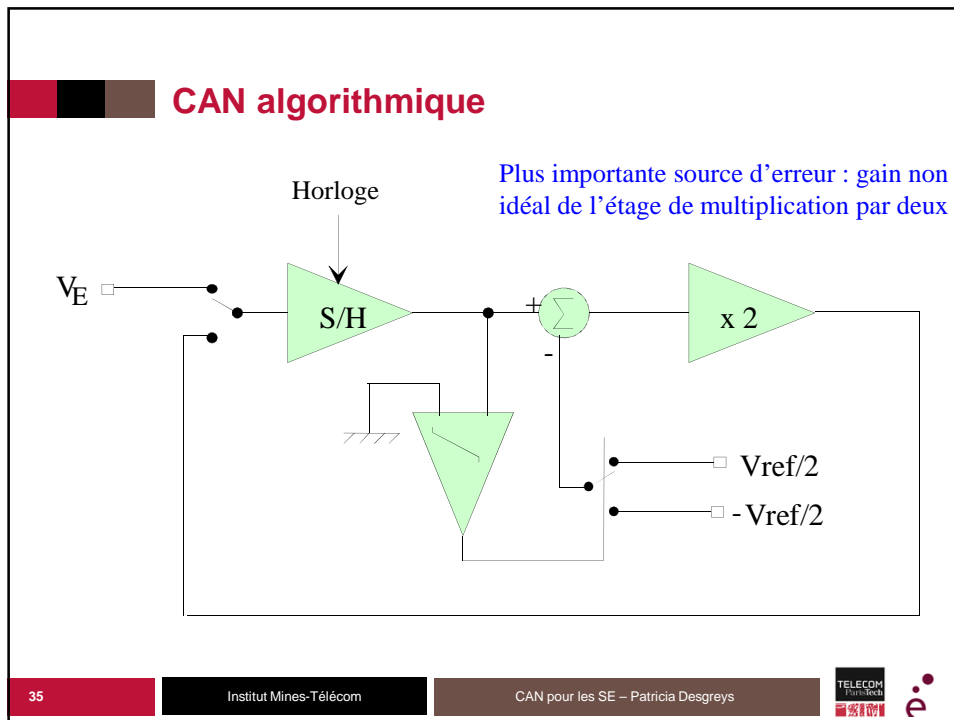 CAN algorithmique
Plus importante source d'erreur : gain non
idéal de l'étage de multiplication par deux
Horloge
VE
S/H
+
∑
-
x 2
Vref/2
-Vref/2
35
Institut Mines-Télécom
CAN pour les SE – Patricia Desgreys
TELECOM
ParisTech